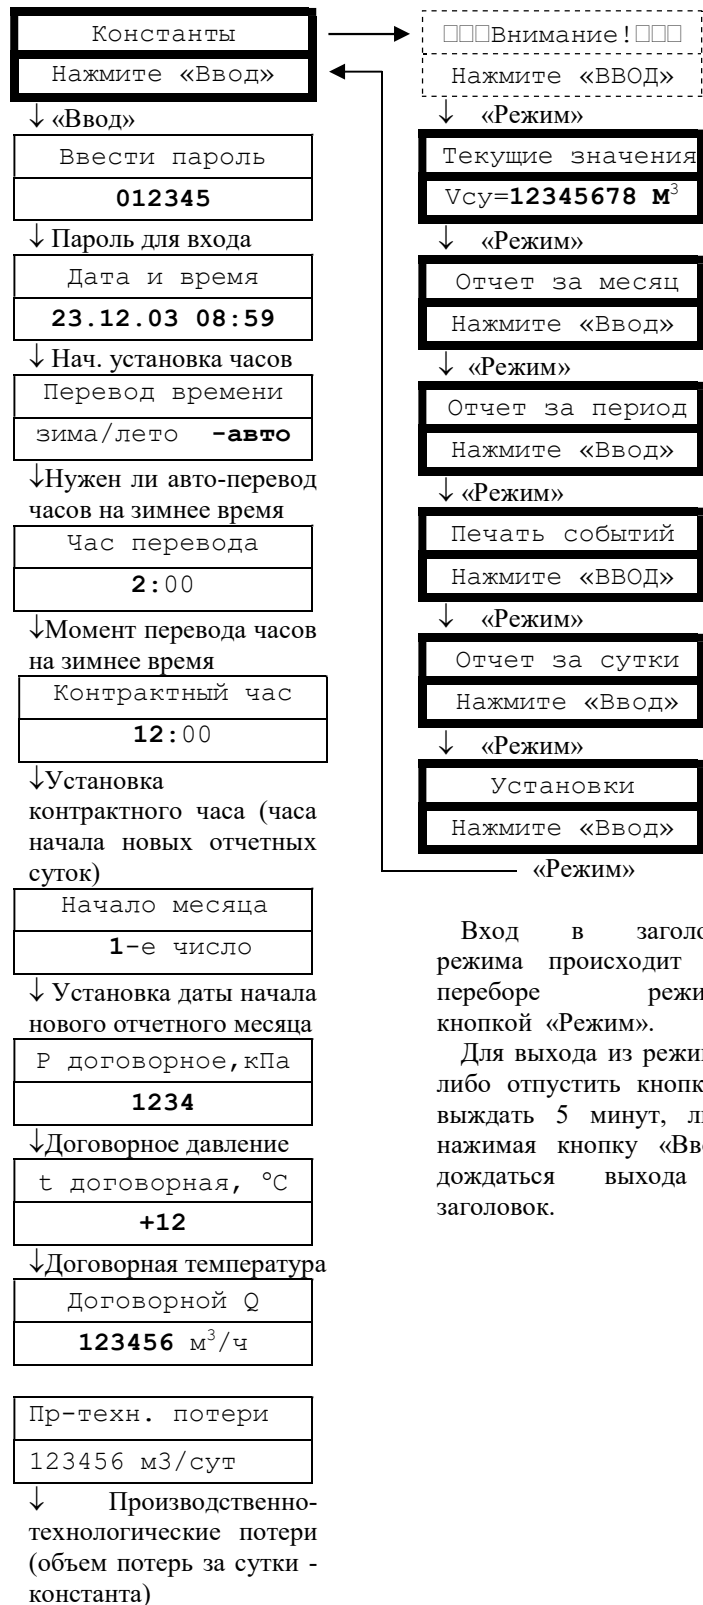 Константы
Нажмите «Ввод»
↓ «Ввод»
Ввести пароль
012345
↓ Пароль для входа
Дата и время
23.12.03 08:59
↓ Нач. установка часов
Перевод времени
зима/лето -авто
↓Нужен ли авто-перевод
часов на зимнее время
Час перевода
2:00
↓Момент перевода часов
на зимнее время
Контрактный час
12:00
↓Установка
контрактного часа (часа
начала новых отчетных
суток)
Начало месяца
1-е число
↓ Установка даты начала
нового отчетного месяца
Р договорное,кПа
1234
↓Договорное давление
t договорная, °С
+12
↓Договорная температура
Договорной Q
123456 м³/ч
Пр-техн. потери
123456 м3/сут
↓ Производственно-
технологические потери
(объем потерь за сутки -
константа)
□□□Внимание!□□□
Нажмите «ВВОД»
↓ «Режим»
Текущие значения
Vcy=12345678 м³
↓ «Режим»
Отчет за месяц
Нажмите «Ввод»
↓ «Режим»
Отчет за период
Нажмите «Ввод»
↓ «Режим»
Печать событий
Нажмите «ВВОД»
↓ «Режим»
Отчет за сутки
Нажмите «Ввод»
↓ «Режим»
Установки
Нажмите «Ввод»
«Режим»
Вход в заголо
режима происходит
переборе режи
кнопкой «Режим».
Для выхода из режи
либо отпустить кнопк
выждать 5 минут, л
нажимая кнопку «Вв
дождаться выхода
заголовок.